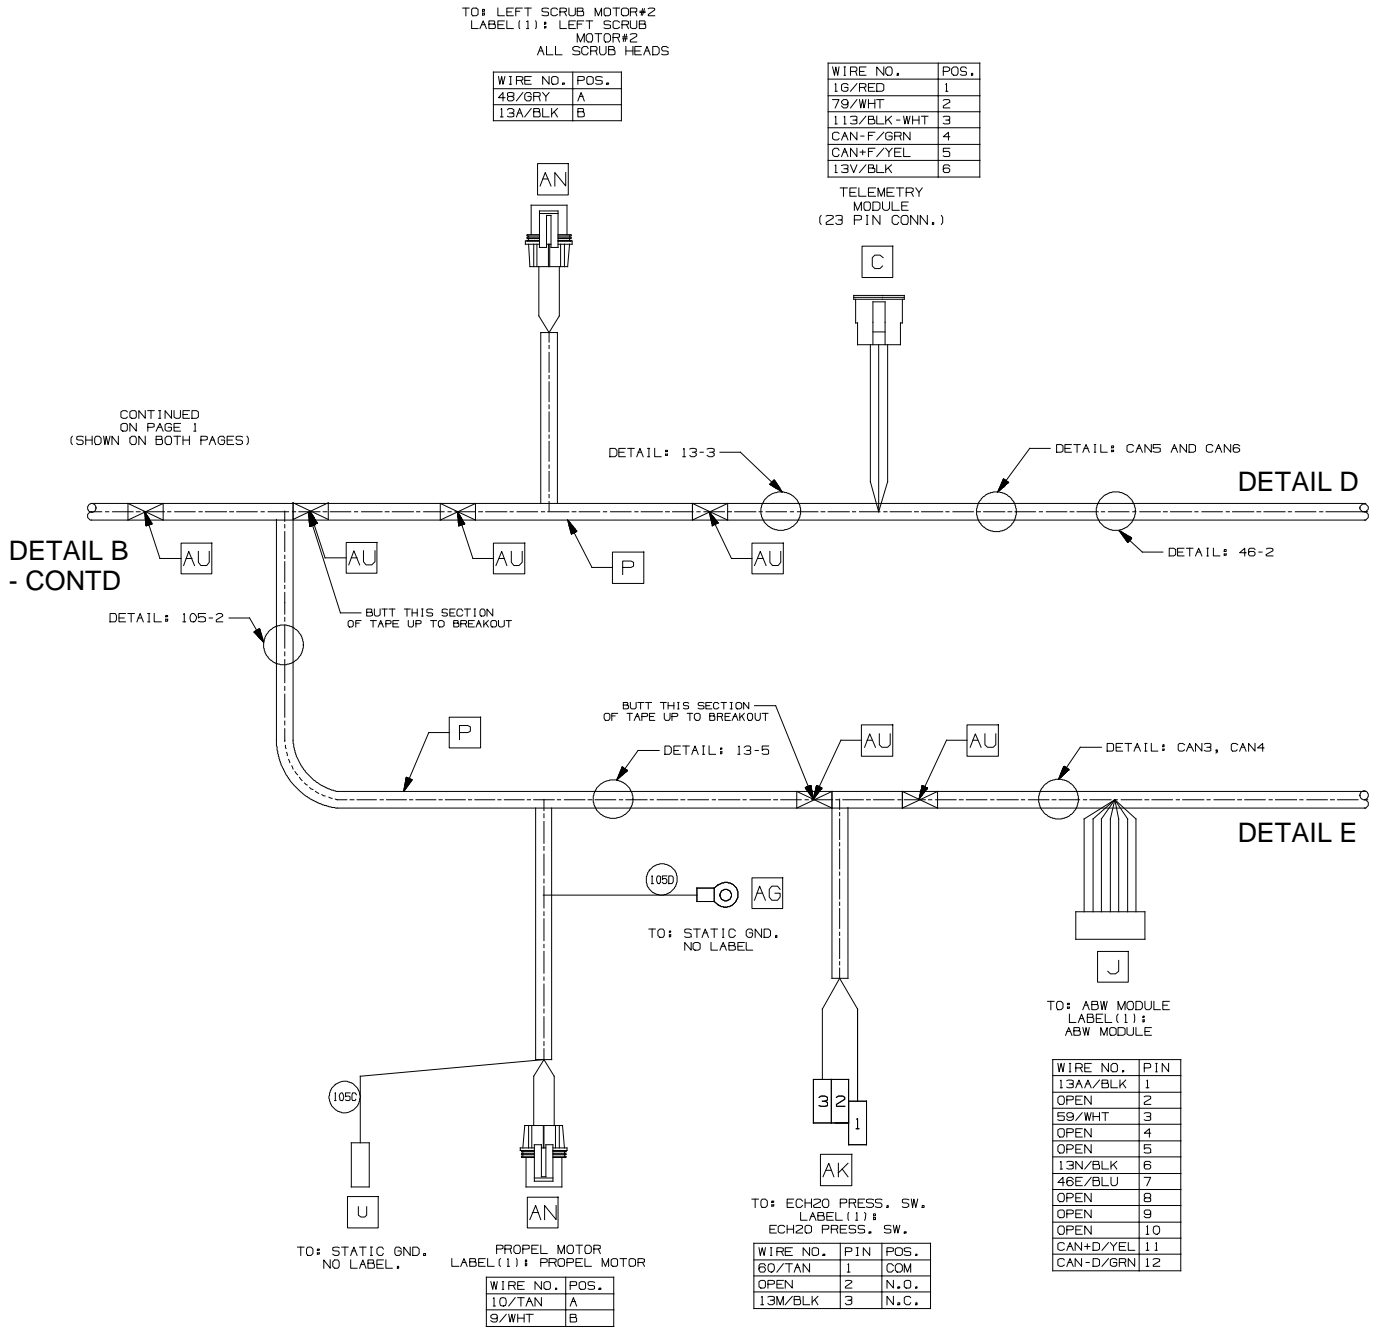 TO: LEFT SCRUB MOTOR#2
LABEL(1): LEFT SCRUB
MOTOR#2
ALL SCRUB HEADS
WIRE NO. POS.
4B/GRY A
13A/BLK B
AN
WIRE NO. POS.
1G/RED 1
79/WHT 2
113/BLK-WHT 3
CAN-F/GRN 4
CAN+F/YEL 5
13V/BLK 6
TELEMETRY
MODULE
(23 PIN CONN.)
C
CONTINUED
ON PAGE 1
(SHOWN ON BOTH PAGES)
DETAIL: 13-3
DETAIL: CAN5 AND CAN6
DETAIL D
DETAIL B
- CONTD
AU
AU
AU
P
AU
DETAIL: 46-2
DETAIL: 105-2
BUTT THIS SECTION
OF TAPE UP TO BREAKOUT
BUTT THIS SECTION
OF TAPE UP TO BREAKOUT
P
DETAIL: 13-5
AU
AU
DETAIL: CAN3, CAN4
DETAIL E
105D
AG
TO: STATIC GND.
NO LABEL
J
TO: ABW MODULE
LABEL(1):
ABW MODULE
WIRE NO. PIN
13AA/BLK 1
OPEN 2
59/WHT 3
OPEN 4
OPEN 5
13N/BLK 6
46E/BLU 7
OPEN 8
OPEN 9
OPEN 10
CAN+D/YEL 11
CAN-D/GRN 12
105C
U
TO: STATIC GND.
NO LABEL.
AN
PROPEL MOTOR
LABEL(1): PROPEL MOTOR
WIRE NO. POS.
10/TAN A
9/WHT B
3 2
1
AK
TO: ECH2O PRESS. SW.
LABEL(1):
ECH2O PRESS. SW.
WIRE NO. PIN POS.
60/TAN 1 COM
OPEN 2 N.O.
13M/BLK 3 N.C.